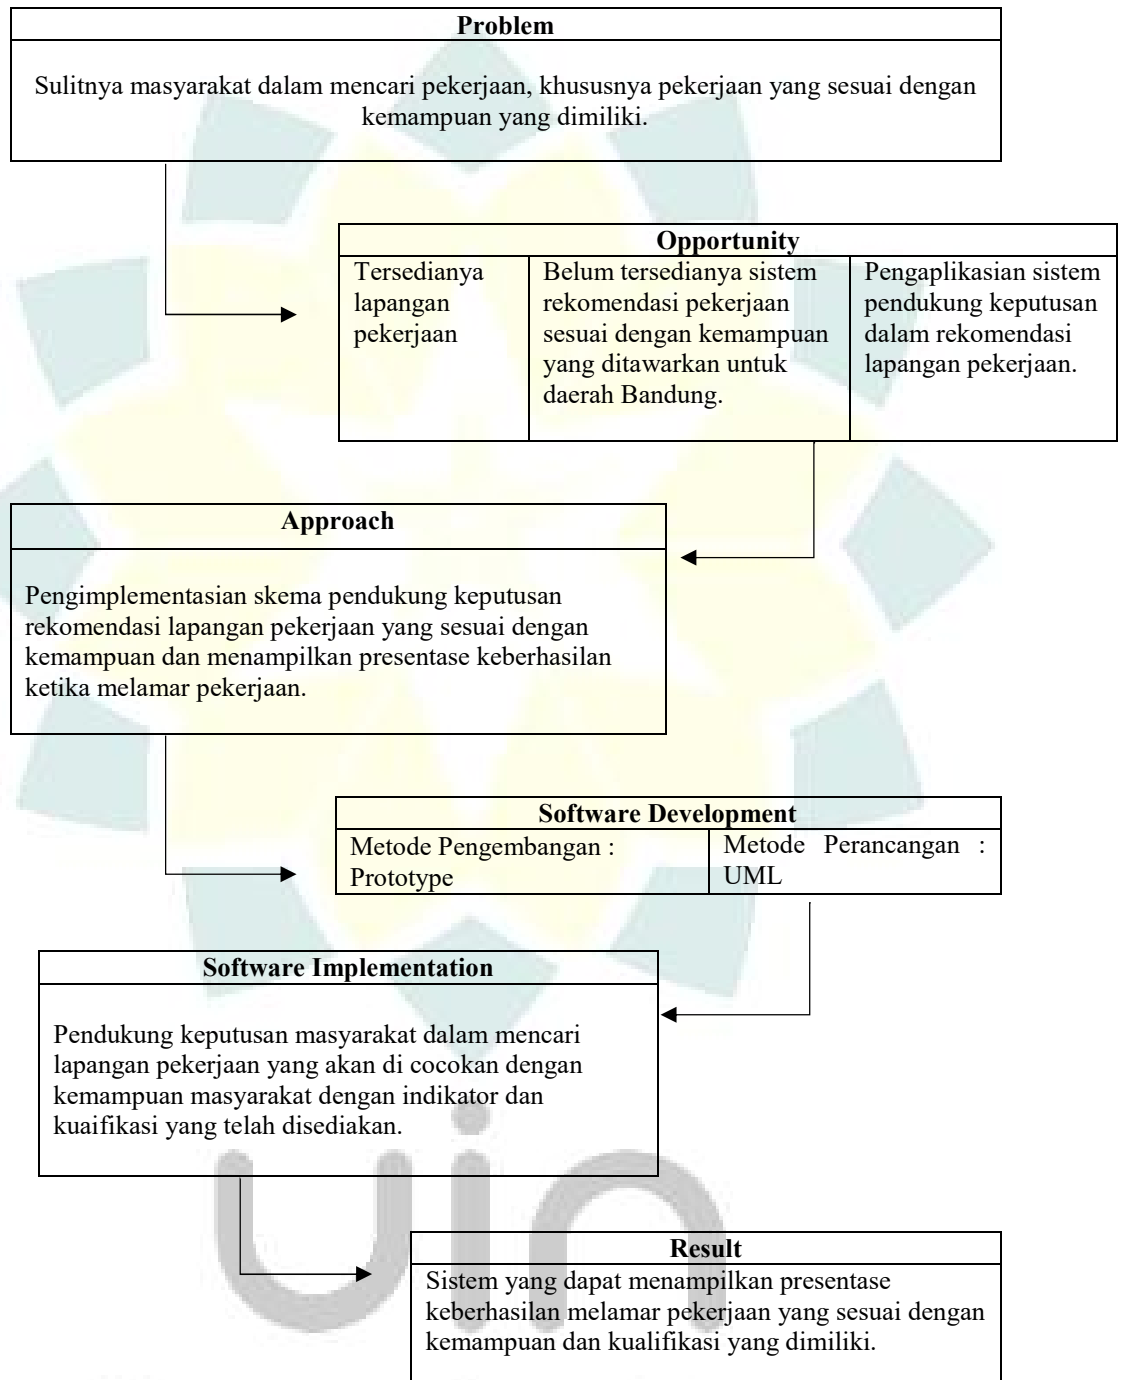 Problem
Sulitnya masyarakat dalam mencari pekerjaan, khususnya pekerjaan yang sesuai dengan
kemampuan yang dimiliki.
Opportunity
Tersedianya
lapangan
pekerjaan
Belum tersedianya sistem
rekomendasi pekerjaan
sesuai dengan kemampuan
yang ditawarkan untuk
daerah Bandung.
Pengaplikasian sistem
pendukung keputusan
dalam rekomendasi
lapangan pekerjaan.
Approach
Pengimplementasian skema pendukung keputusan
rekomendasi lapangan pekerjaan yang sesuai dengan
kemampuan dan menampilkan presentase keberhasilan
ketika melamar pekerjaan.
Software Development
Metode Pengembangan :
Prototype
Metode Perancangan :
UML
Software Implementation
Pendukung keputusan masyarakat dalam mencari
lapangan pekerjaan yang akan di cocokan dengan
kemampuan masyarakat dengan indikator dan
kuaifikasi yang telah disediakan.
uin
Result
Sistem yang dapat menampilkan presentase
keberhasilan melamar pekerjaan yang sesuai dengan
kemampuan dan kualifikasi yang dimiliki.